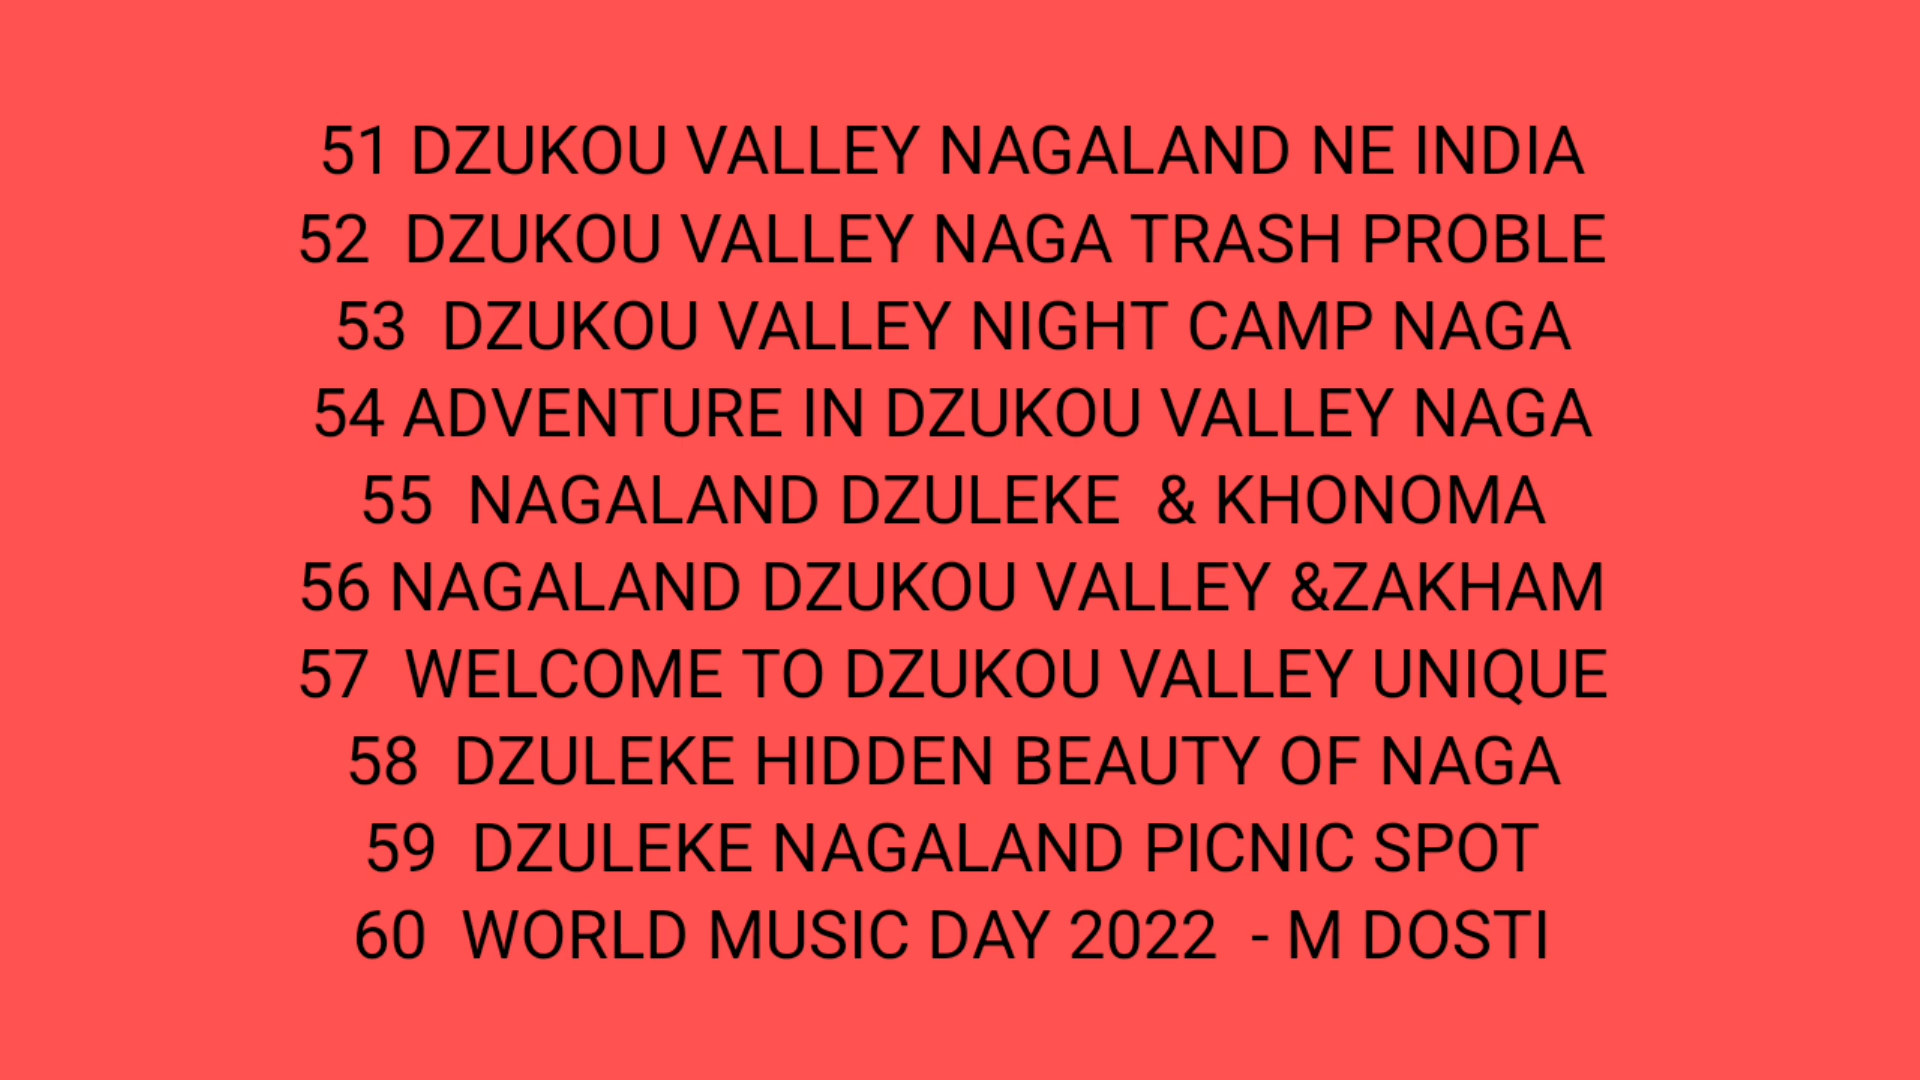 51 DZUKOU VALLEY NAGALAND NE INDIA
52  DZUKOU VALLEY NAGA TRASH PROBLE
53  DZUKOU VALLEY NIGHT CAMP NAGA
54 ADVENTURE IN DZUKOU VALLEY NAGA
55  NAGALAND DZULEKE  & KHONOMA
56 NAGALAND DZUKOU VALLEY &ZAKHAM
57  WELCOME TO DZUKOU VALLEY UNIQUE
58  DZULEKE HIDDEN BEAUTY OF NAGA
59  DZULEKE NAGALAND PICNIC SPOT
60  WORLD MUSIC DAY 2022  - M DOSTI